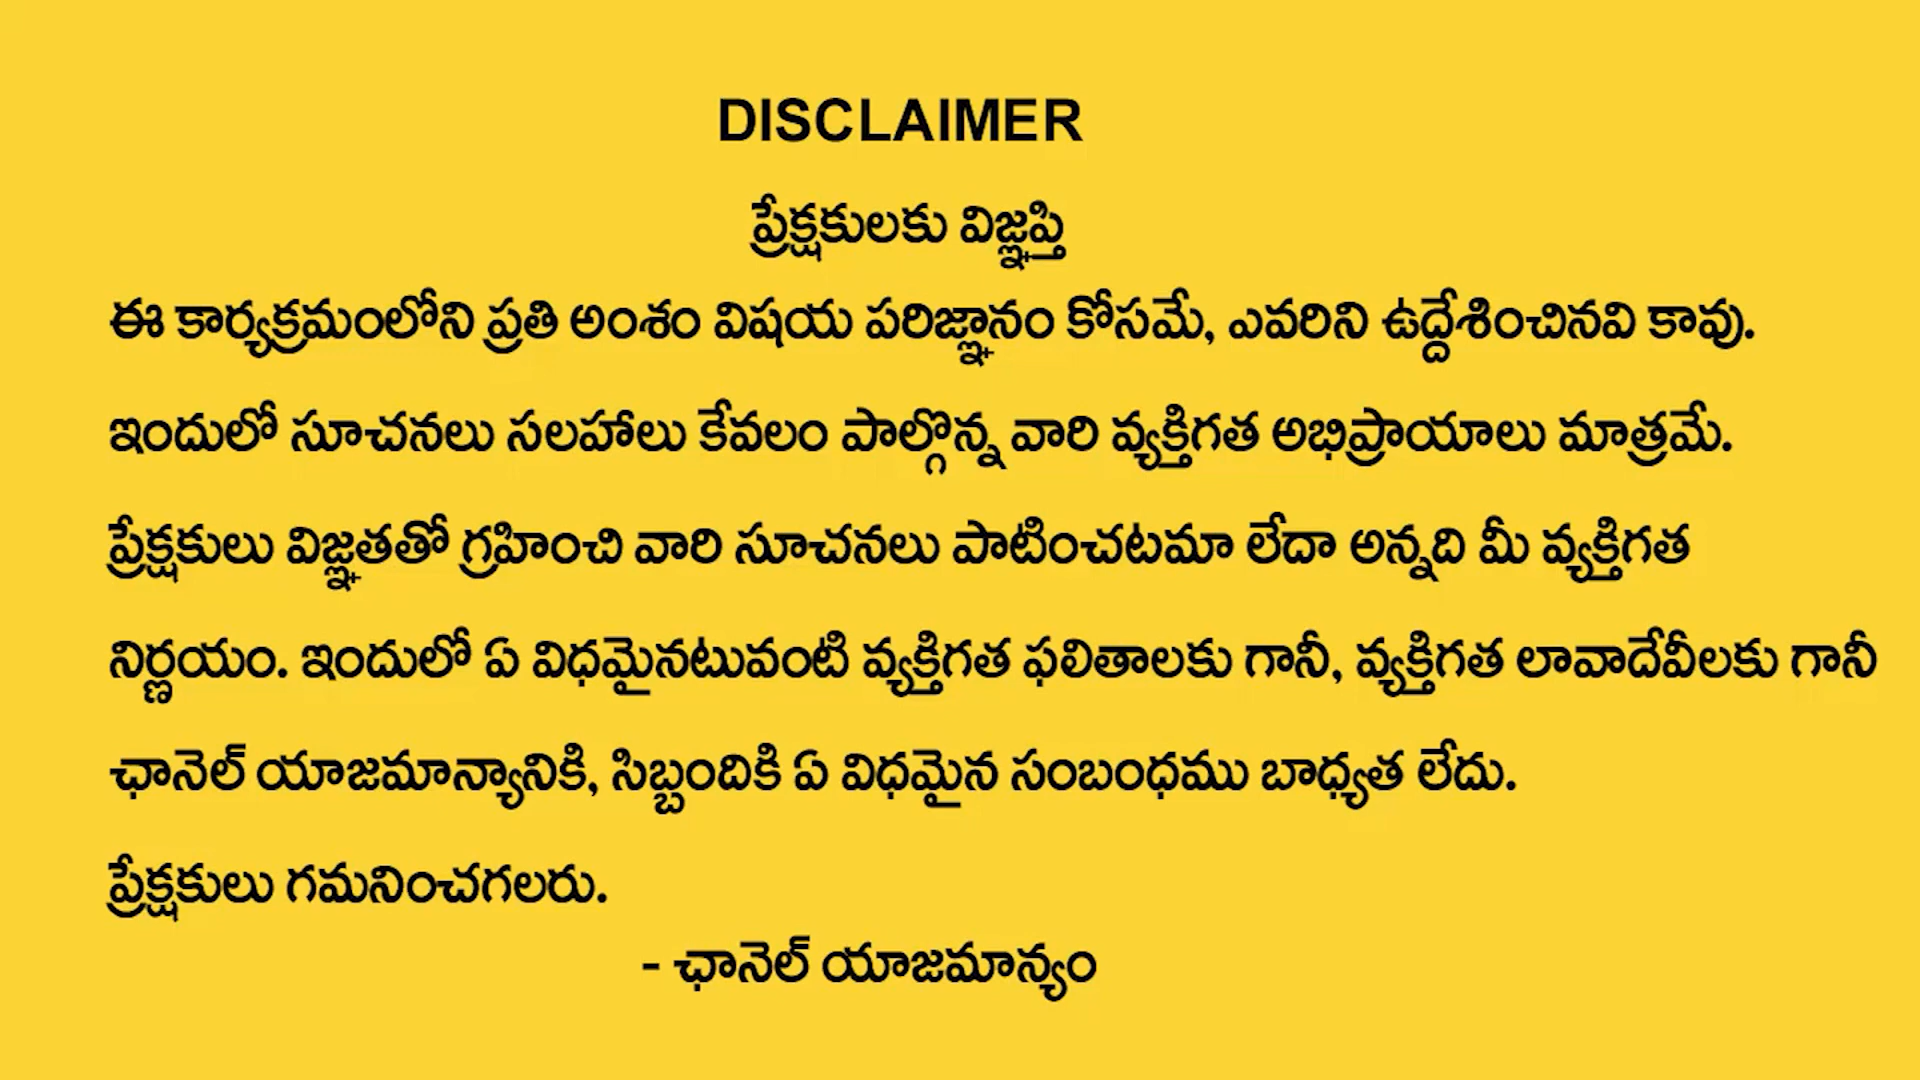 DISCLAIMER
ప్రేక్షకులకు విజ్ఞప్తి
ఈ కార్యక్రమంలోని ప్రతి అంశం విషయ పరిజ్ఞానం కోసమే, ఎవరిని ఉద్దేశించినవి కావు.
ఇందులో సూచనలు సలహాలు కేవలం పాల్గొన్న వారి వ్యక్తిగత అభిప్రాయాలు మాత్రమే.
ప్రేక్షకులు విజ్ఞతతో గ్రహించి వారి సూచనలు పాటించటమా లేదా అన్నది మీ వ్యక్తిగత
నిర్ణయం. ఇందులో ఏ విధమైనటువంటి వ్యక్తిగత ఫలితాలకు గానీ, వ్యక్తిగత లావాదేవీలకు గానీ
ఛానెల్ యాజమాన్యానికి, సిబ్బందికి ఏ విధమైన సంబంధము బాధ్యత లేదు.
ప్రేక్షకులు గమనించగలరు.
- ఛానెల్ యాజమాన్యం